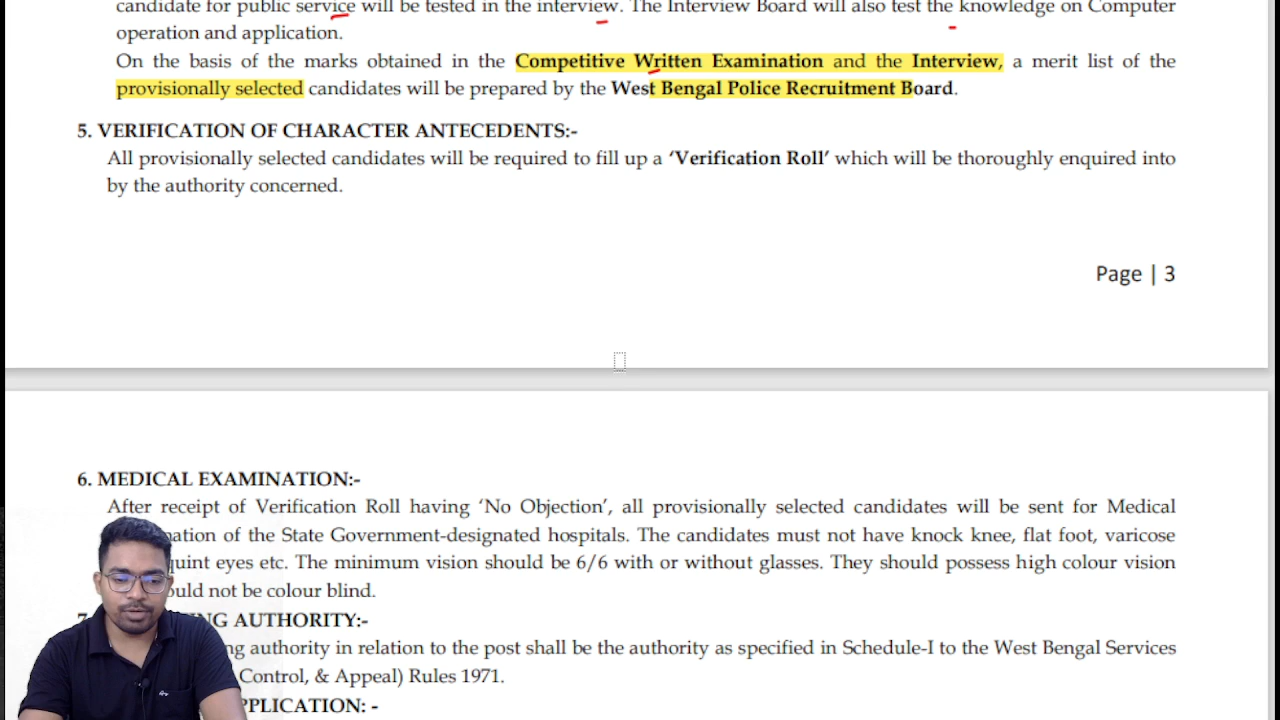 candidate for public service will be tested in the interview. The Interview Board will also test the knowledge on Computer
operation and application.
On the basis of the marks obtained in the Competitive Written Examination and the Interview, a merit list of the
provisionally selected candidates will be prepared by the West Bengal Police Recruitment Board.
5. VERIFICATION OF CHARACTER ANTECEDENTS:-
All provisionally selected candidates will be required to fill up a ‘Verification Roll’ which will be thoroughly enquired into
by the authority concerned.
Page | 3
6. MEDICAL EXAMINATION:-
After receipt of Verification Roll having ‘No Objection’, all provisionally selected candidates will be sent for Medical
of the State Government-designated hospitals. The candidates must not have knock knee, flat foot, varicose
eyes etc. The minimum vision should be 6/6 with or without glasses. They should possess high colour vision
not be colour blind.
AUTHORITY:-
authority in relation to the post shall be the authority as specified in Schedule-I to the West Bengal Services
Control, & Appeal) Rules 1971.